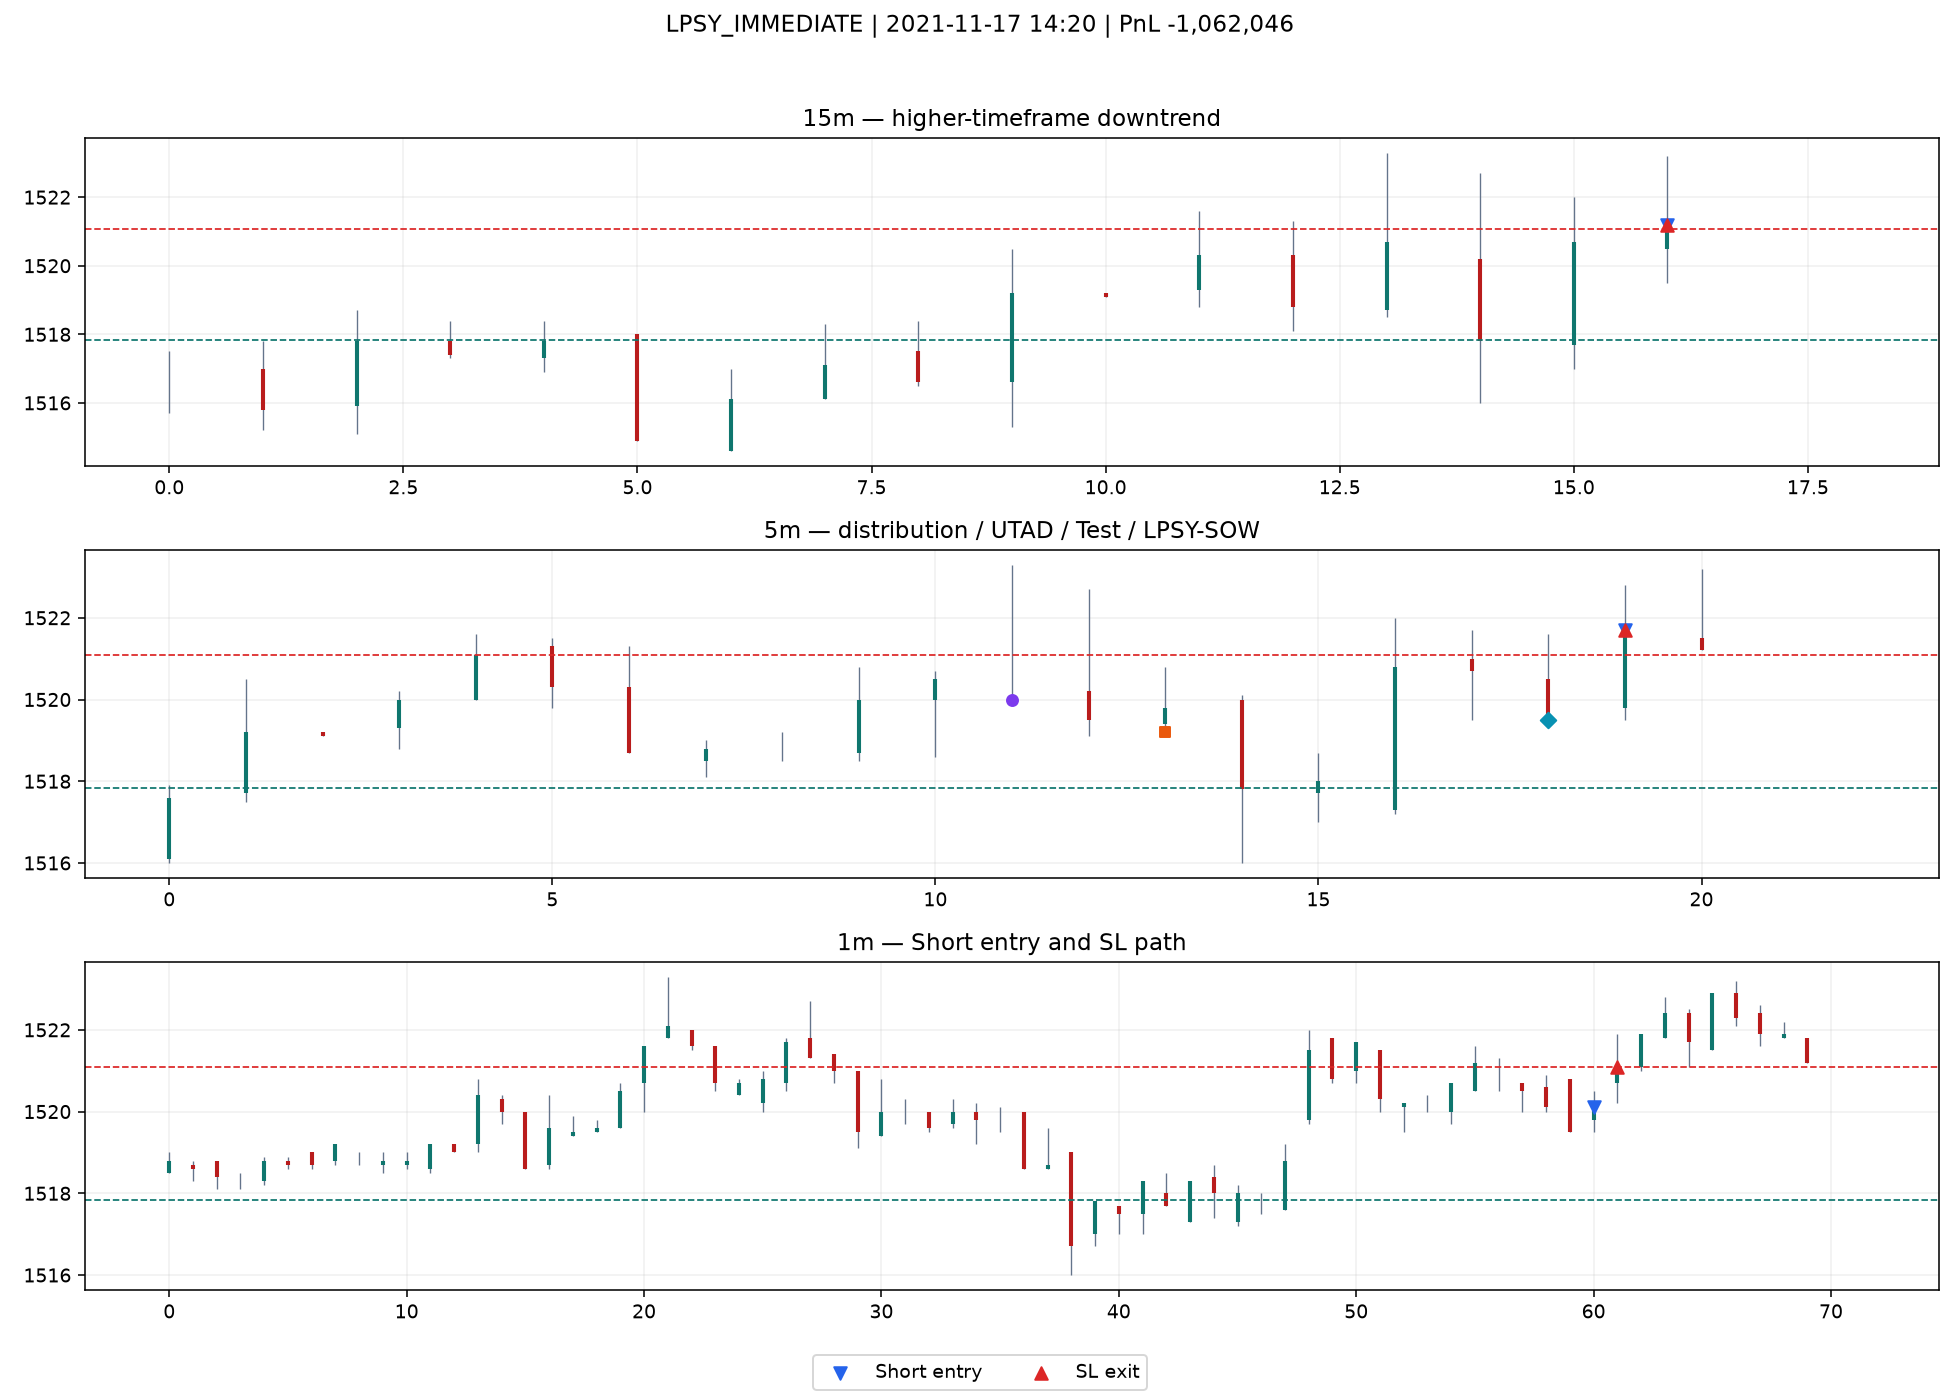 LPSY_IMMEDIATE | 2021-11-17 14:20 | PnL -1,062,046
15m — higher-timeframe downtrend
1522
1520
1518
1516
0.0 2.5 5.0 7.5 10.0 12.5 15.0 17.5
5m — distribution / UTAD / Test / LPSY-SOW
1522
1520
1518
1516
0 5 10 15 20
1m — Short entry and SL path
1522
1520
1518
1516
0 10 20 30 40 50 60 70
Short entry SL exit